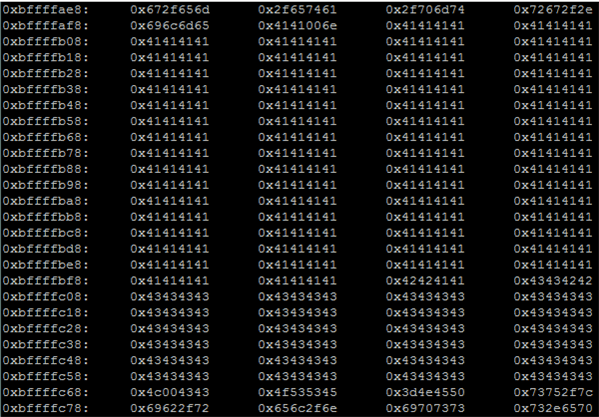 0xbffffae8: 0x672f656d 0x2f657461 0x2f706d74 0x72672f2e
0xbffffaf8: 0x696c6d65 0x4141006e 0x41414141 0x41414141
0xbffffb08: 0x41414141 0x41414141 0x41414141 0x41414141
0xbffffb18: 0x41414141 0x41414141 0x41414141 0x41414141
0xbffffb28: 0x41414141 0x41414141 0x41414141 0x41414141
0xbffffb38: 0x41414141 0x41414141 0x41414141 0x41414141
0xbffffb48: 0x41414141 0x41414141 0x41414141 0x41414141
0xbffffb58: 0x41414141 0x41414141 0x41414141 0x41414141
0xbffffb68: 0x41414141 0x41414141 0x41414141 0x41414141
0xbffffb78: 0x41414141 0x41414141 0x41414141 0x41414141
0xbffffb88: 0x41414141 0x41414141 0x41414141 0x41414141
0xbffffb98: 0x41414141 0x41414141 0x41414141 0x41414141
0xbffffba8: 0x41414141 0x41414141 0x41414141 0x41414141
0xbffffbb8: 0x41414141 0x41414141 0x41414141 0x41414141
0xbffffbc8: 0x41414141 0x41414141 0x41414141 0x41414141
0xbffffbd8: 0x41414141 0x41414141 0x41414141 0x41414141
0xbffffbe8: 0x41414141 0x41414141 0x41414141 0x41414141
0xbffffbf8: 0x41414141 0x41414141 0x42424141 0x43434242
0xbffffc08: 0x43434343 0x43434343 0x43434343 0x43434343
0xbffffc18: 0x43434343 0x43434343 0x43434343 0x43434343
0xbffffc28: 0x43434343 0x43434343 0x43434343 0x43434343
0xbffffc38: 0x43434343 0x43434343 0x43434343 0x43434343
0xbffffc48: 0x43434343 0x43434343 0x43434343 0x43434343
0xbffffc58: 0x43434343 0x43434343 0x43434343 0x43434343
0xbffffc68: 0x4c004343 0x4f535345 0x3d4e4550 0x73752f7c
0xbffffc78: 0x69622f72 0x656c2f6e 0x69707373 0x732e6570